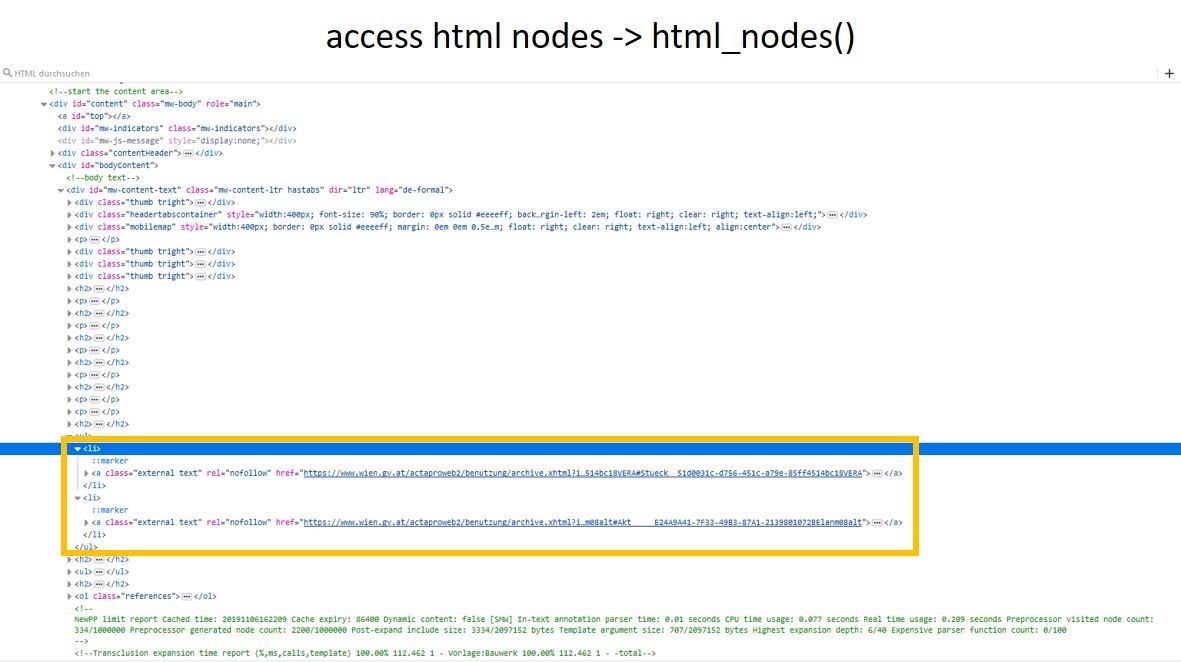 access html nodes -> html_nodes()
HTML durchsuchen
+
<!--start the content area-->
<div id="content" class="mw-body" role="main">
<a id="top"></a>
<div id="mw-indicators" class="mw-indicators"></div>
<div id="mw-js-message" style="display:none;"></div>
<div class="contentHeader">…</div>
<div id="bodyContent">
<!--body text-->
<div id="mw-content-text" class="mw-content-ltr hastabs" dir="ltr" lang="de-formal">
<div class="thumb tright">…</div>
<div class="headertabscontainer" style="width:400px; font-size: 90%; border: 0px solid #eeeeff; back…rgin-left: 2em; float: right; clear: right; text-align:left;">…</div>
<div class="mobilemap" style="width:400px; border: 0px solid #eeeeff; margin: 0em 0em 0.5e…m; float: right; clear: right; text-align:left; align:center">…</div>
<p>…</p>
<div class="thumb tright">…</div>
<div class="thumb tright">…</div>
<div class="thumb tright">…</div>
<h2>…</h2>
<p>…</p>
<h2>…</h2>
<p>…</p>
<h2>…</h2>
<p>…</p>
<h2>…</h2>
<p>…</p>
<h2>…</h2>
<p>…</p>
<p>…</p>
<h2>…</h2>
<ul>
<li>
::marker
<a class="external text" rel="nofollow" href="https://www.wien.gv.at/actaproweb2/benutzung/archive.xhtml?i…514bc18VERA#Stueck__51d0031c-d756-451c-a79e-85ff4514bc18VERA">…</a>
</li>
<li>
::marker
<a class="external text" rel="nofollow" href="https://www.wien.gv.at/actaproweb2/benutzung/archive.xhtml?i…m08alt#Akt_____E24A9A41-7F33-49B3-87A1-2139801072BElanm08alt">…</a>
</li>
</ul>
<h2>…</h2>
<ul>…</ul>
<h2>…</h2>
<ol class="references">…</ol>
<!--
NewPP limit report Cached time: 20191106162209 Cache expiry: 86400 Dynamic content: false [SMW] In-text annotation parser time: 0.01 seconds CPU time usage: 0.077 seconds Real time usage: 0.209 seconds Preprocessor visited node count:
334/1000000 Preprocessor generated node count: 2200/1000000 Post-expand include size: 3334/2097152 bytes Template argument size: 707/2097152 bytes Highest expansion depth: 6/40 Expensive parser function count: 0/100
-->
<!--Transclusion expansion time report (%,ms,calls,template) 100.00% 112.462 1 - Vorlage:Bauwerk 100.00% 112.462 1 - -total-->